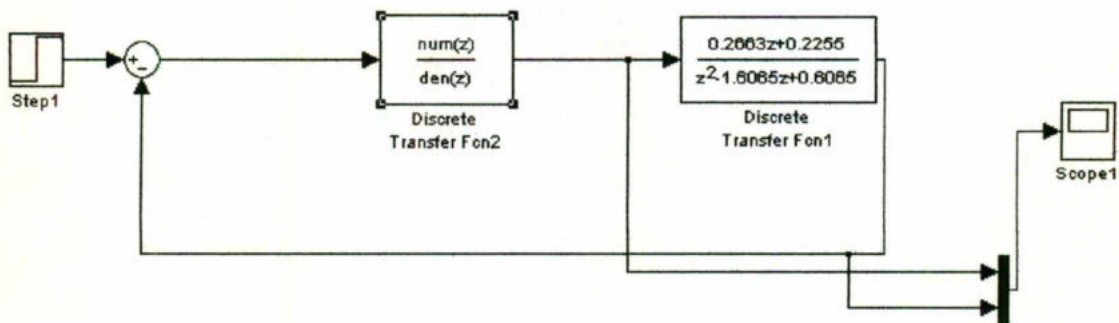 num(z)
den(z)
0.2663z+0.2255
z²-1.6065z+0.6065
Step1
Discrete
Transfer Fcn2
Discrete
Transfer Fcn1
Scope1